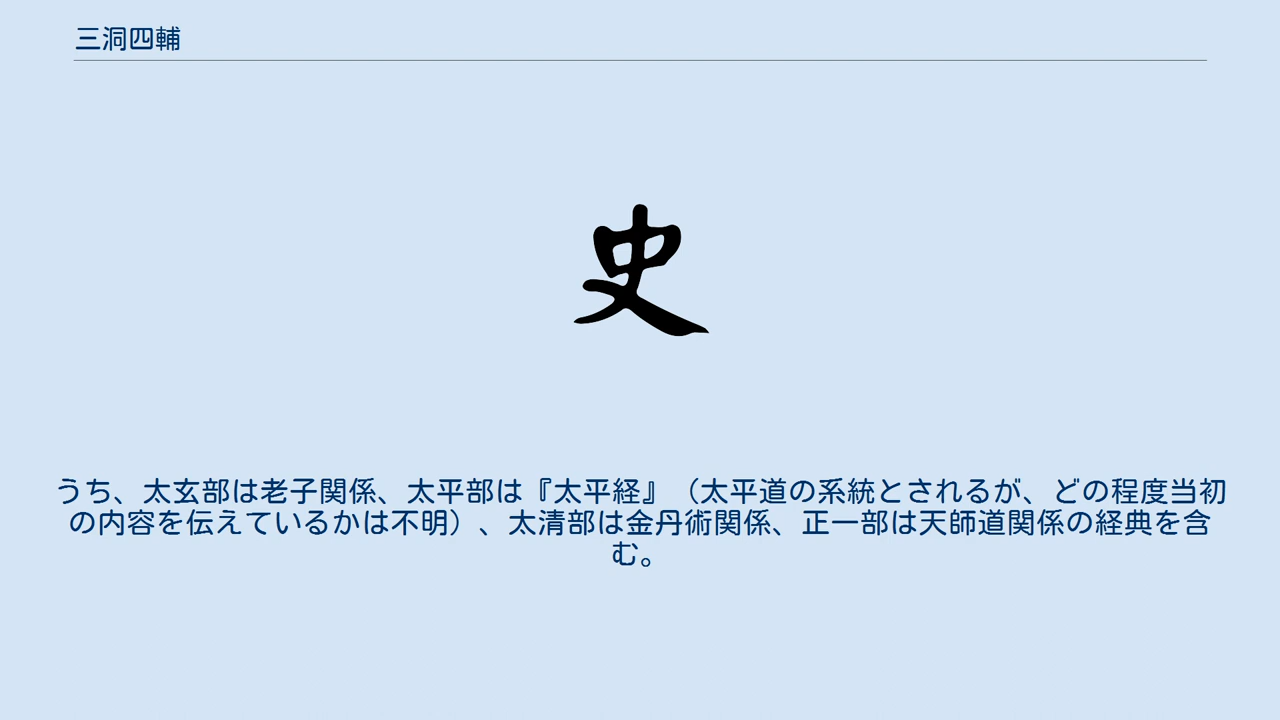 三洞四輔
史
うち、太玄部は老子関係、太平部は『太平経』（太平道の系統とされるが、どの程度当初
の内容を伝えているかは不明）、太清部は金丹術関係、正一部は天師道関係の経典を含
む。